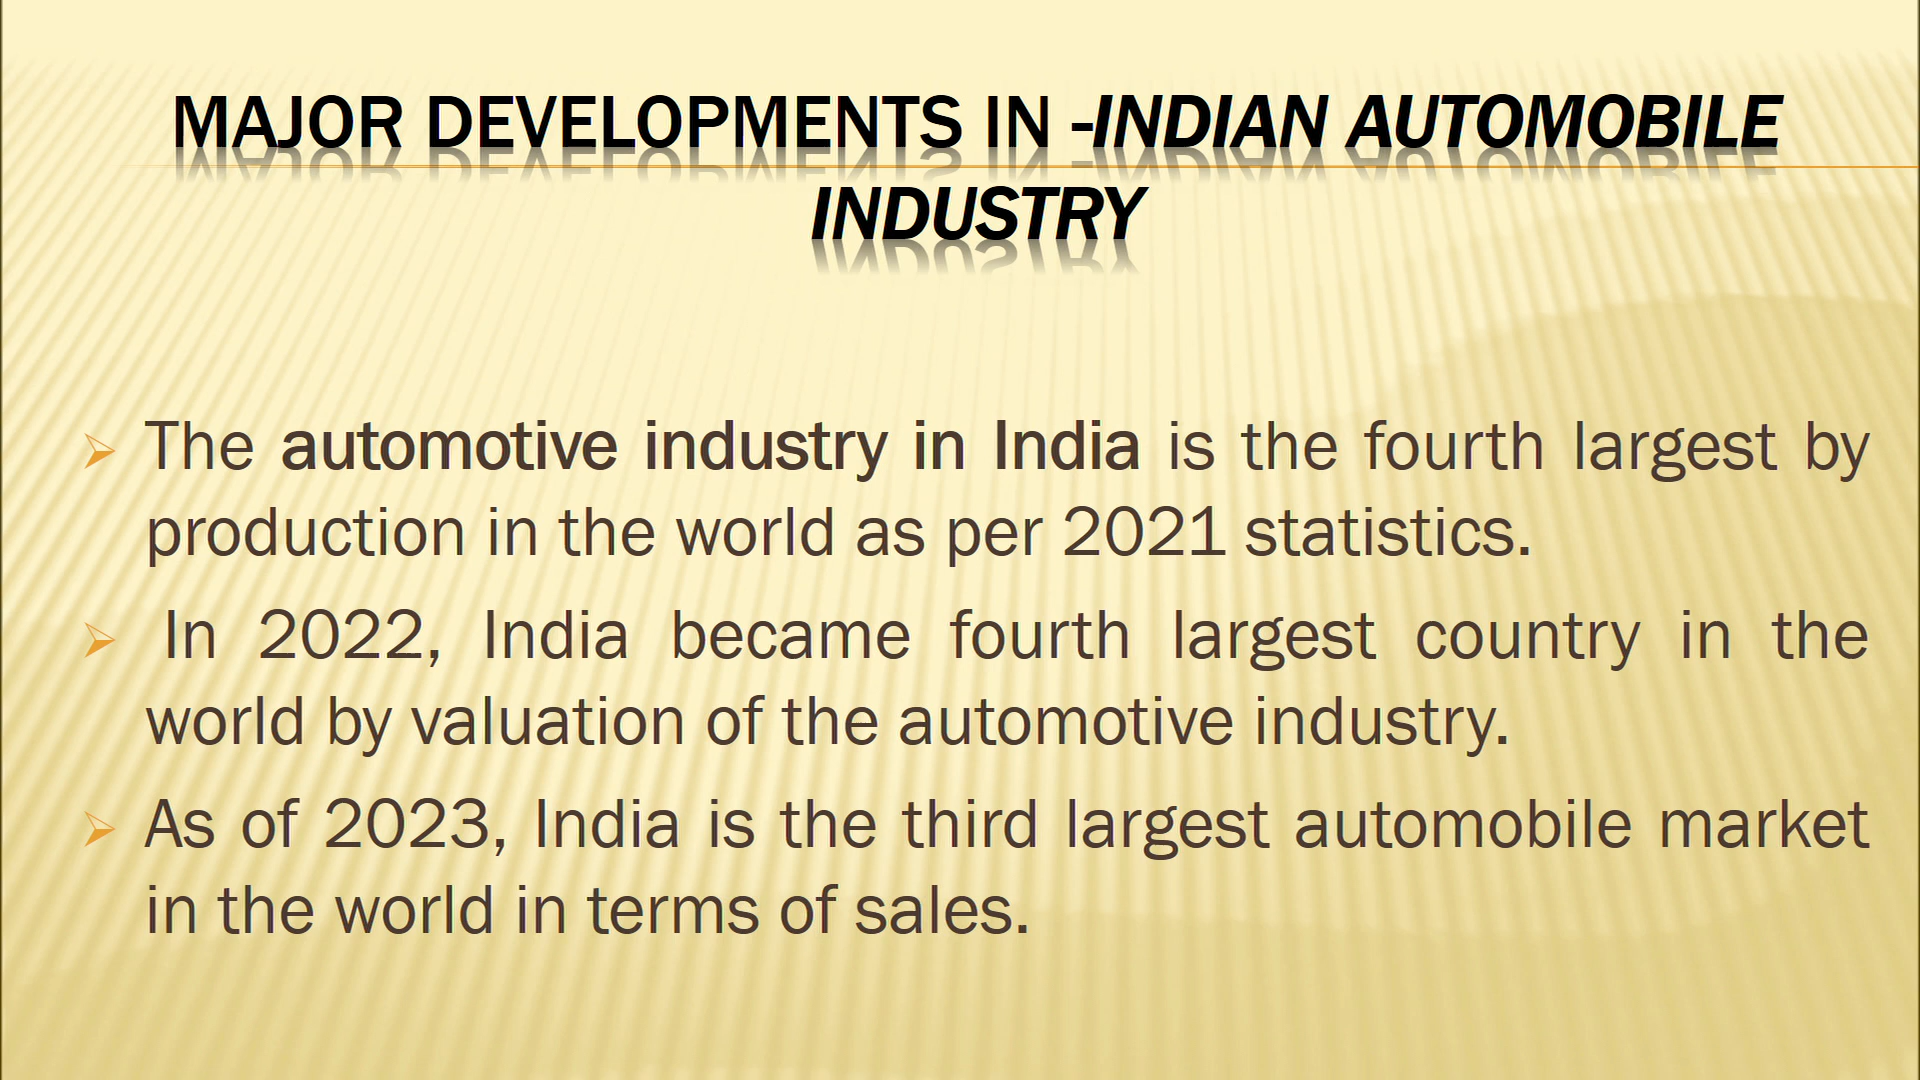 MAJOR DEVELOPMENTS IN -INDIAN AUTOMOBILE
INDUSTRY
The automotive industry in India is the fourth largest by
production in the world as per 2021 statistics.
In 2022, India became fourth largest country in the
world by valuation of the automotive industry.
As of 2023, India is the third largest automobile market
in the world in terms of sales.